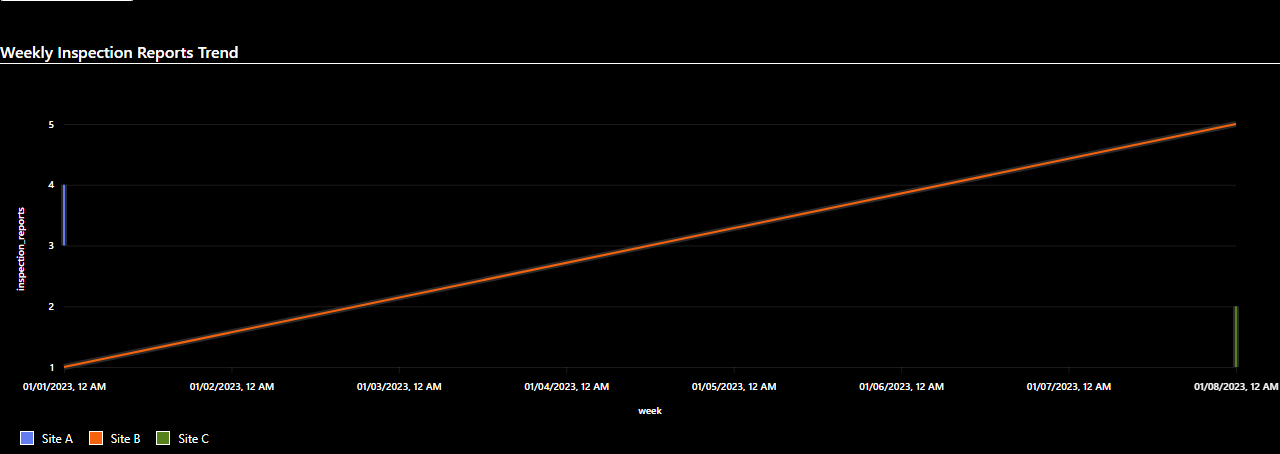 Weekly Inspection Reports Trend
5
4
3
2
1
inspection_reports
01/01/2023, 12 AM 01/02/2023, 12 AM 01/03/2023, 12 AM 01/04/2023, 12 AM 01/05/2023, 12 AM 01/06/2023, 12 AM 01/07/2023, 12 AM 01/08/2023, 12 AM
week
Site A Site B Site C